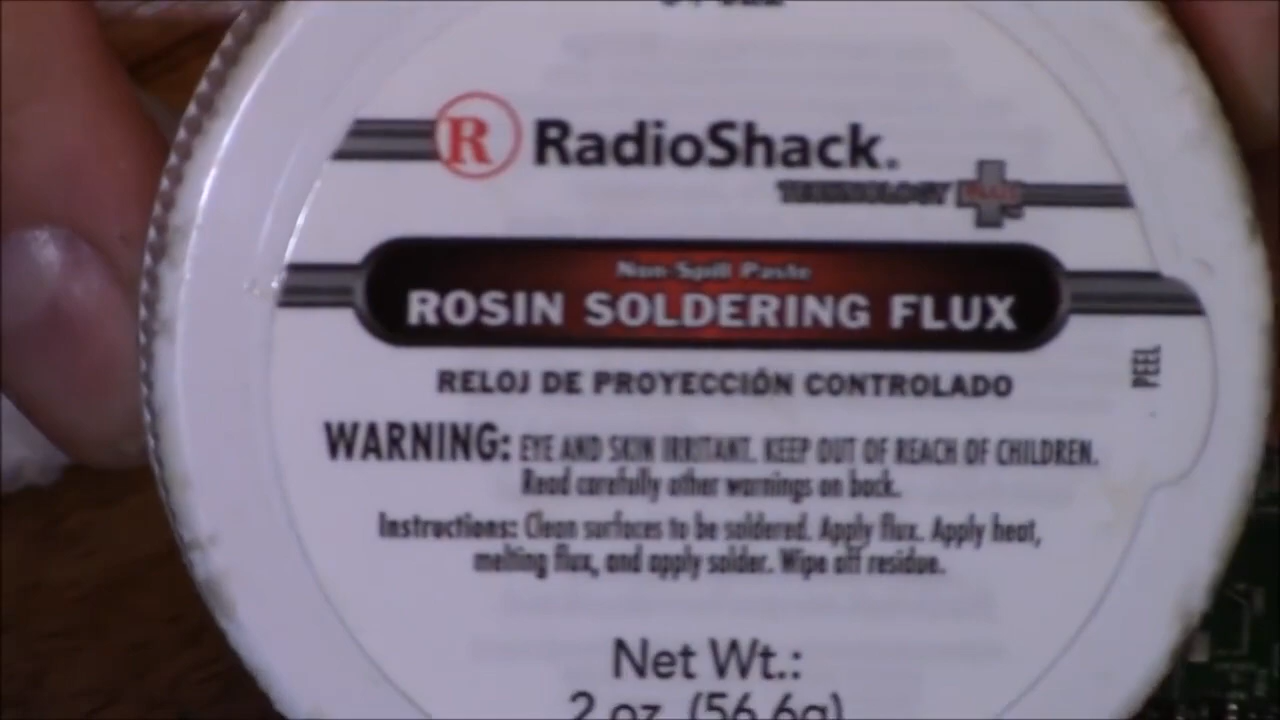 R RadioShack.
TECHNOLOGY PLUS
Non-Spill Paste
ROSIN SOLDERING FLUX
RELOJ DE PROYECCIÓN CONTROLADO
PEEL
WARNING: EYE AND SKIN IRRITANT. KEEP OUT OF REACH OF CHILDREN.
Read carefully other warnings on back.
Instructions: Clean surfaces to be soldered. Apply flux. Apply heat,
melting flux, and apply solder. Wipe off residue.
Net Wt.:
2 oz. (56.6g)